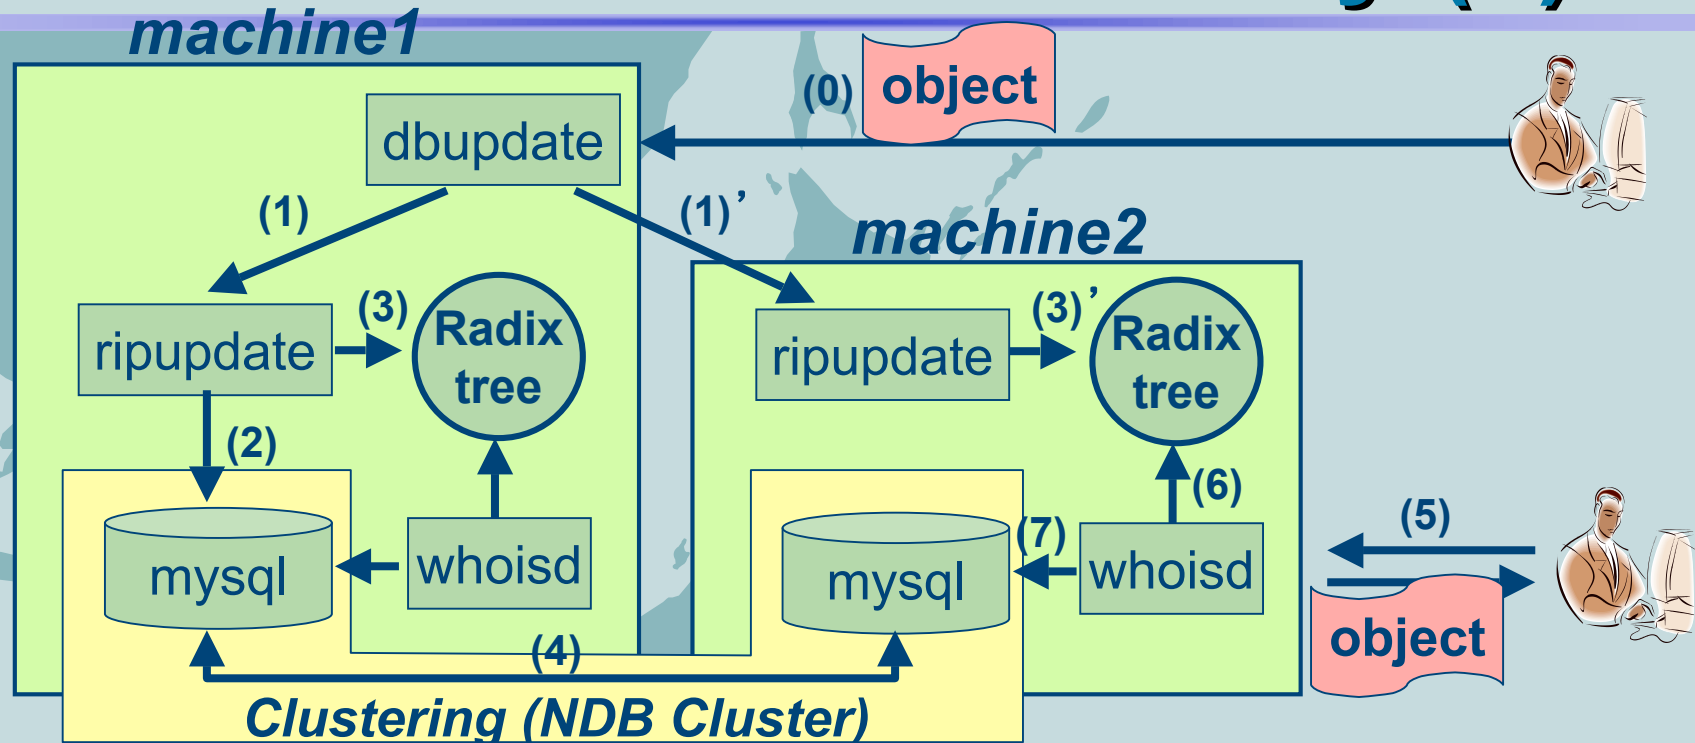 machine1
(0)
object
dbupdate
(1)
(1)’
machine2
ripupdate
(3)
Radix
tree
ripupdate
(3)’
Radix
tree
(2)
(6)
(5)
mysql
whoisd
(7)
mysql
whoisd
object
(4)
Clustering (NDB Cluster)